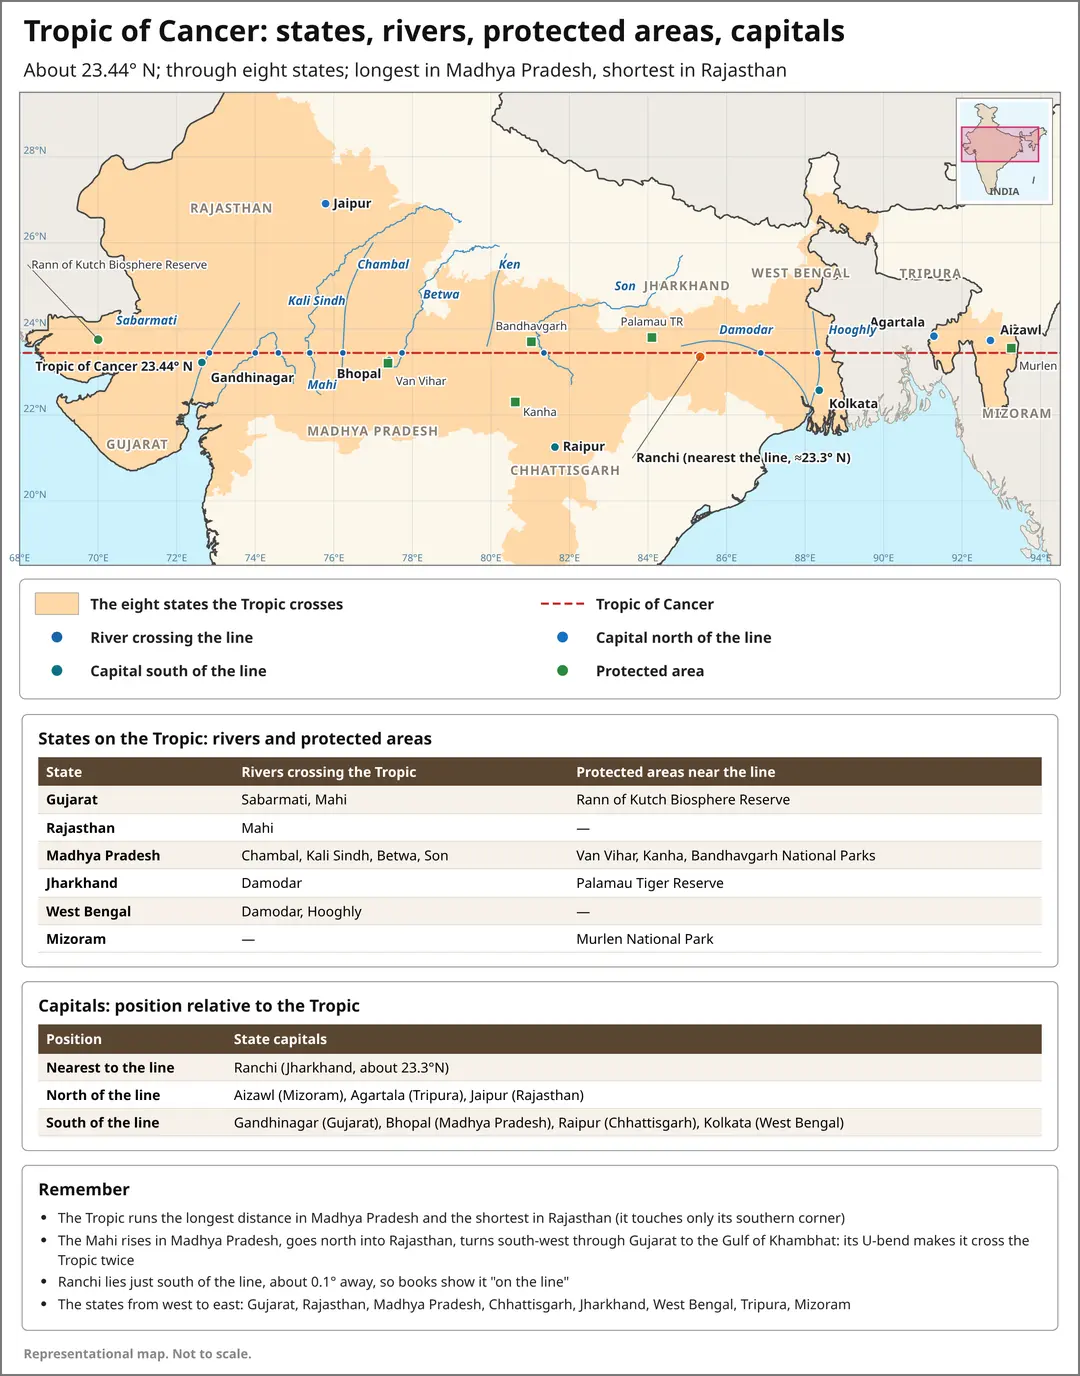 Tropic of Cancer: states, rivers, protected areas, capitals
About 23.44° N; through eight states; longest in Madhya Pradesh, shortest in Rajasthan
28°N
26°N
24°N
22°N
20°N
68°E
70°E
72°E
74°E
76°E
78°E
80°E
82°E
84°E
86°E
88°E
90°E
92°E
94°E
INDIA
RAJASTHAN
Jaipur
Rann of Kutch Biosphere Reserve
Chambal
Ken
Kali Sindh
Betwa
Son
JHARKHAND
WEST BENGAL
TRIPURA
Sabarmati
Bandhavgarh
Palamau TR
Damodar
Hooghly
Agartala
Aizawl
Tropic of Cancer 23.44° N
Gandhinagar
Mahi
Bhopal
Van Vihar
Murlen
Kanha
Kolkata
MIZORAM
GUJARAT
MADHYA PRADESH
Raipur
CHHATTISGARH
Ranchi (nearest the line, ≈23.3° N)
The eight states the Tropic crosses
Tropic of Cancer
River crossing the line
Capital north of the line
Capital south of the line
Protected area
States on the Tropic: rivers and protected areas
State Rivers crossing the Tropic Protected areas near the line
Gujarat Sabarmati, Mahi Rann of Kutch Biosphere Reserve
Rajasthan Mahi —
Madhya Pradesh Chambal, Kali Sindh, Betwa, Son Van Vihar, Kanha, Bandhavgarh National Parks
Jharkhand Damodar Palamau Tiger Reserve
West Bengal Damodar, Hooghly —
Mizoram — Murlen National Park
Capitals: position relative to the Tropic
Position State capitals
Nearest to the line Ranchi (Jharkhand, about 23.3°N)
North of the line Aizawl (Mizoram), Agartala (Tripura), Jaipur (Rajasthan)
South of the line Gandhinagar (Gujarat), Bhopal (Madhya Pradesh), Raipur (Chhattisgarh), Kolkata (West Bengal)
Remember
• The Tropic runs the longest distance in Madhya Pradesh and the shortest in Rajasthan (it touches only its southern corner)
• The Mahi rises in Madhya Pradesh, goes north into Rajasthan, turns south-west through Gujarat to the Gulf of Khambhat: its U-bend makes it cross the
Tropic twice
• Ranchi lies just south of the line, about 0.1° away, so books show it "on the line"
• The states from west to east: Gujarat, Rajasthan, Madhya Pradesh, Chhattisgarh, Jharkhand, West Bengal, Tripura, Mizoram
Representational map. Not to scale.